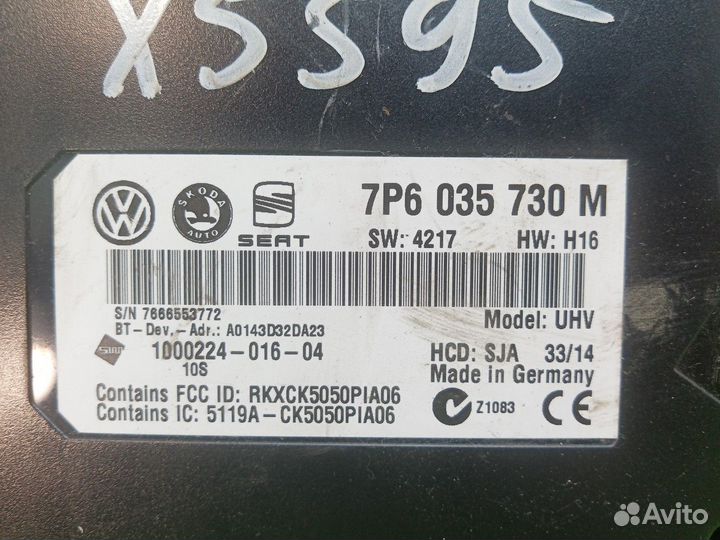 X5595
7P6 035 730 M
ŠKODA
AUTO
SEAT
SW: 4217 HW: H16
S/N 7666553772
BT-Dev.-Adr.: A0143D32DA23
Model: UHV
1000224-016-04
10S
HCD: SJA 33/14
Made in Germany
Contains FCC ID: RKXCK5050PIA06
Contains IC: 5119A-CK5050PIA06
Z1083 CE
Avito